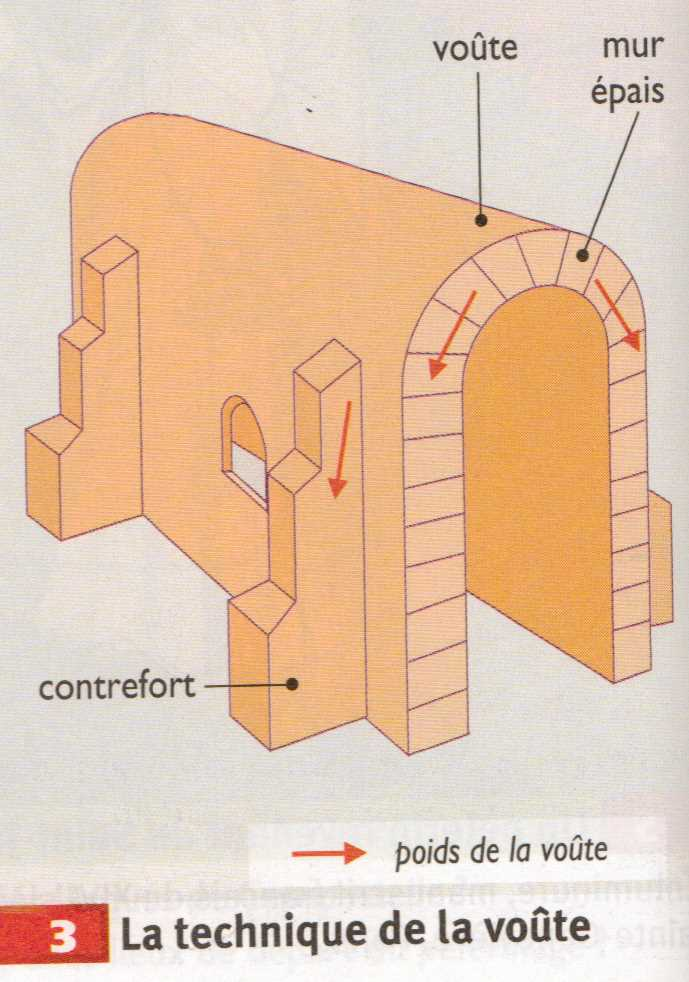 voûte
mur
épais
contrefort
poids de la voûte
3 La technique de la voûte